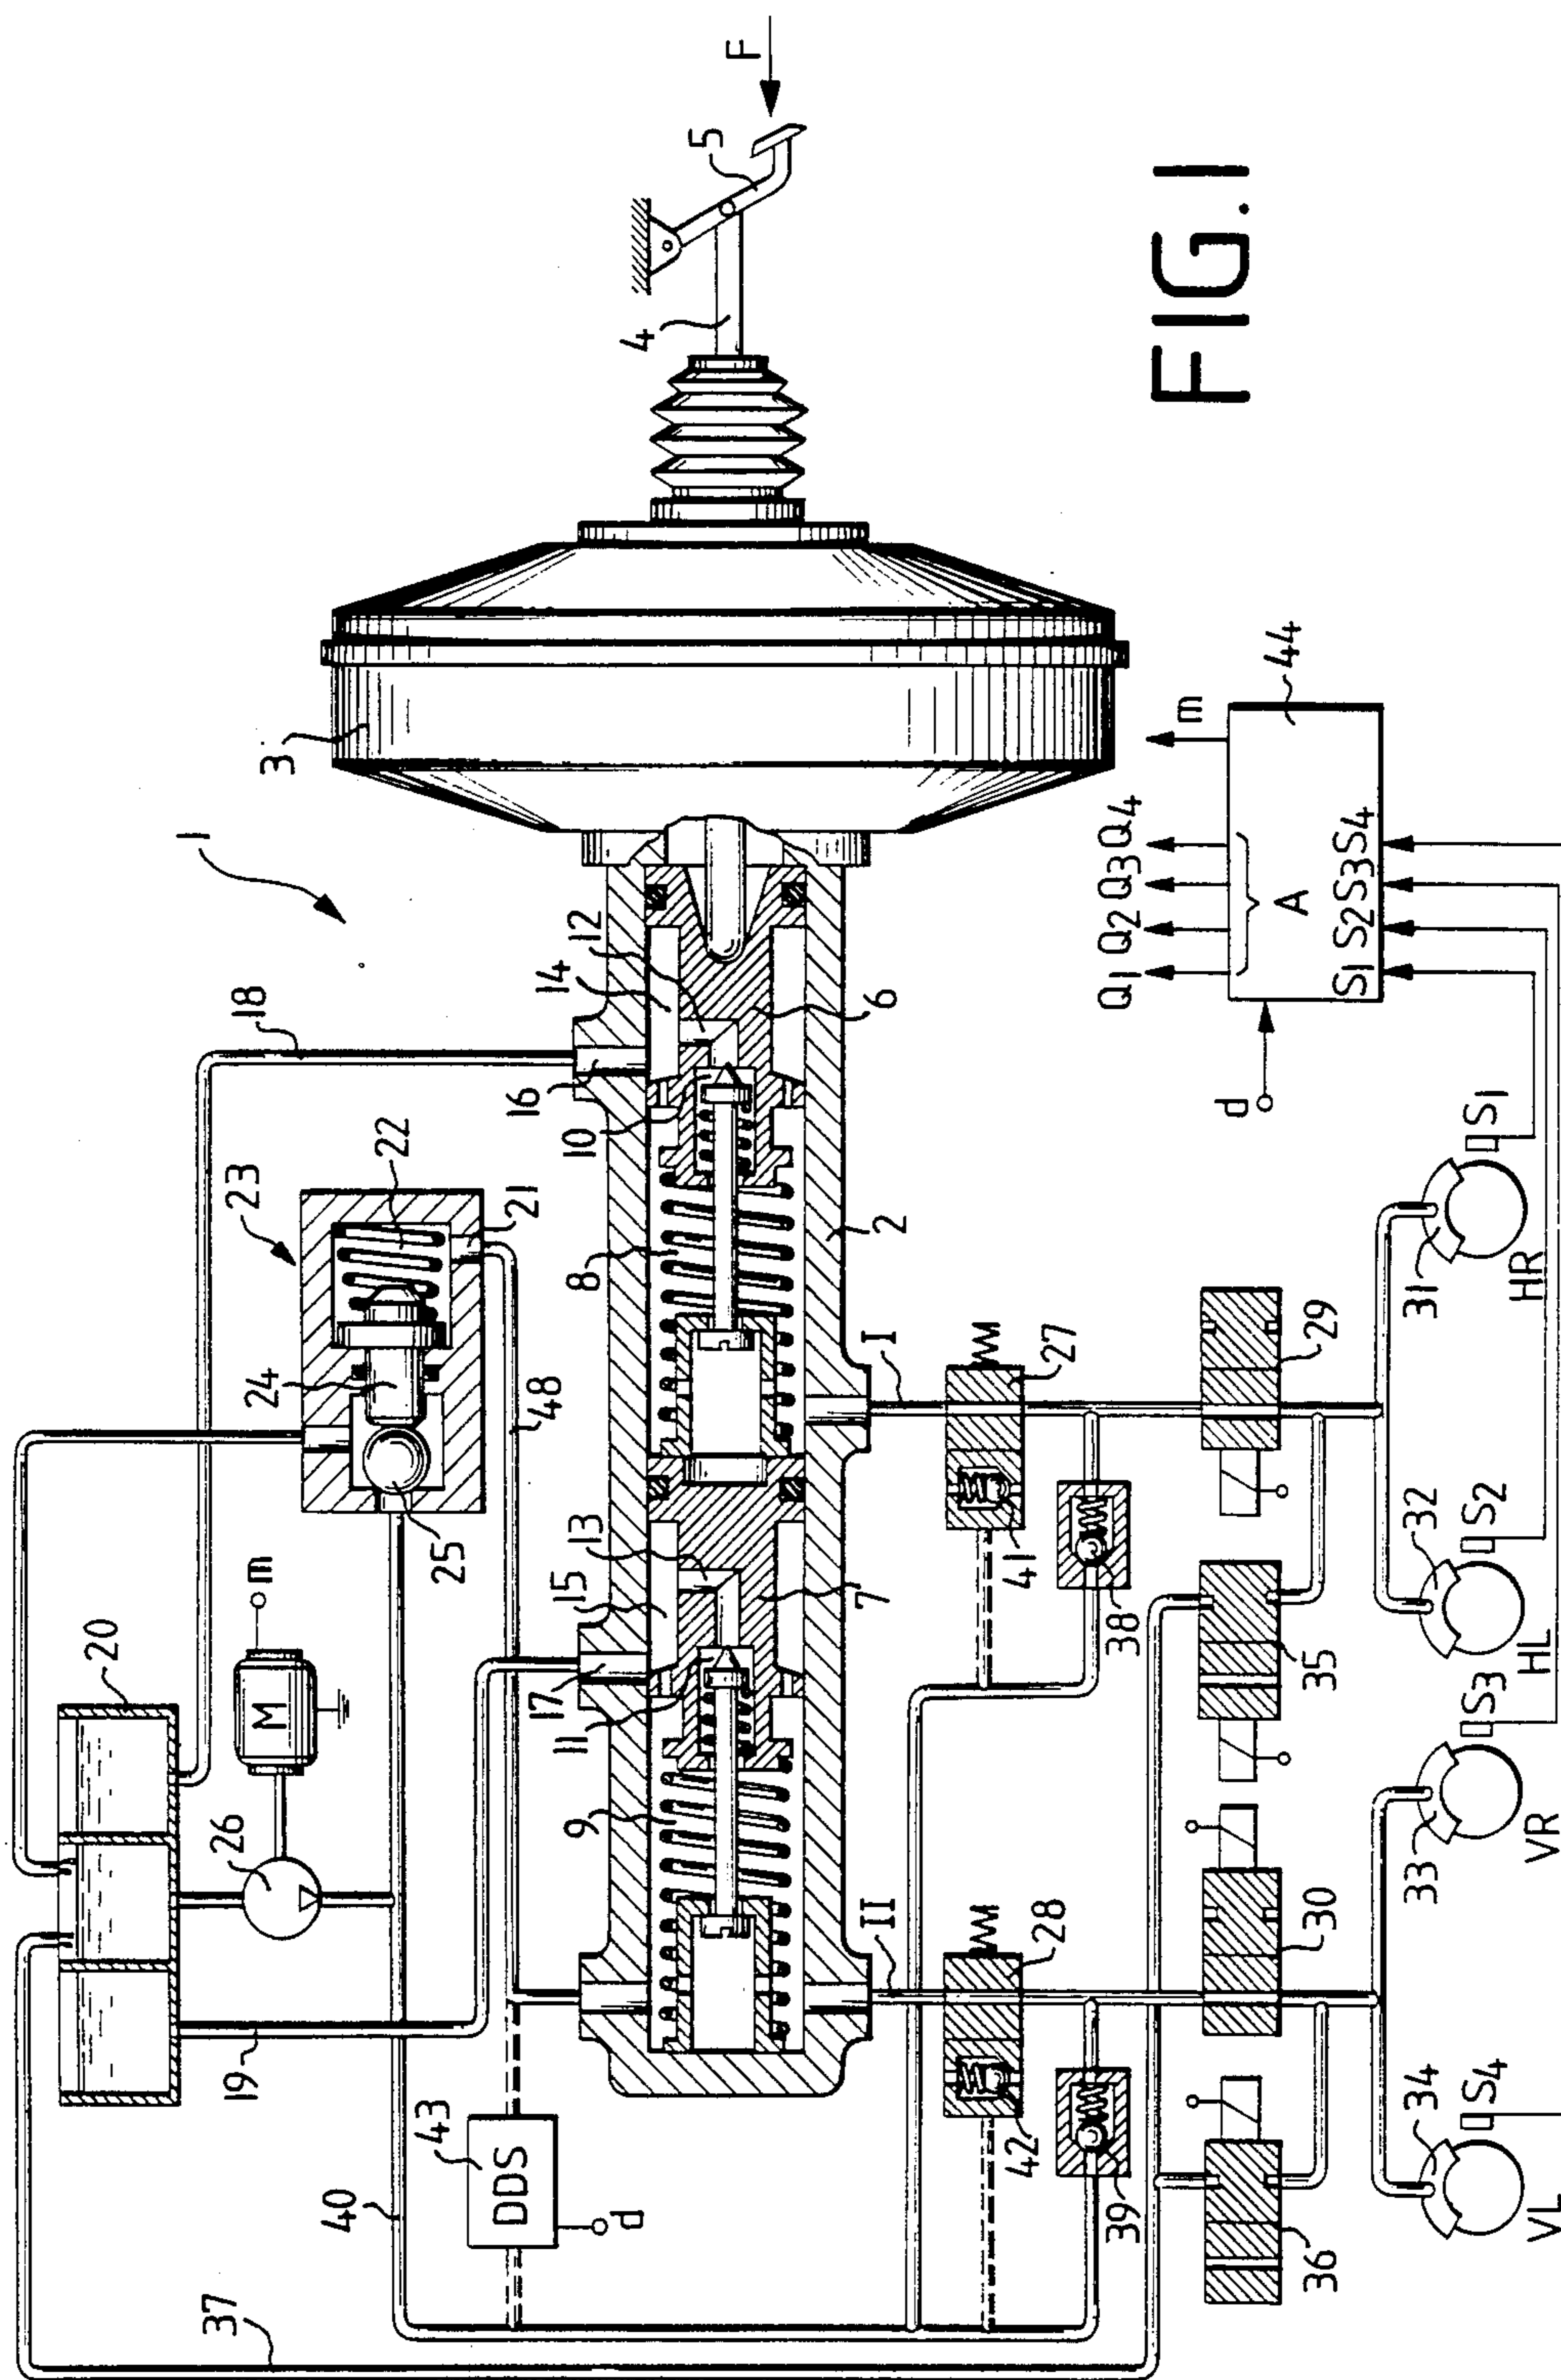 F
5
4
FIG.1
3
1
m
44
Q1 Q2 Q3 Q4
A
S1 S2 S3 S4
d
18
14
12
16
10
6
23
22
21
24
25
48
8
2
I
27
41
38
29
31
S1
HR
20
M
m
26
15
13
17
11
7
9
35
32
S2
HL
19
43
DDS
d
40
37
II
28
42
39
30
33
S3
VR
36
34
S4
VL